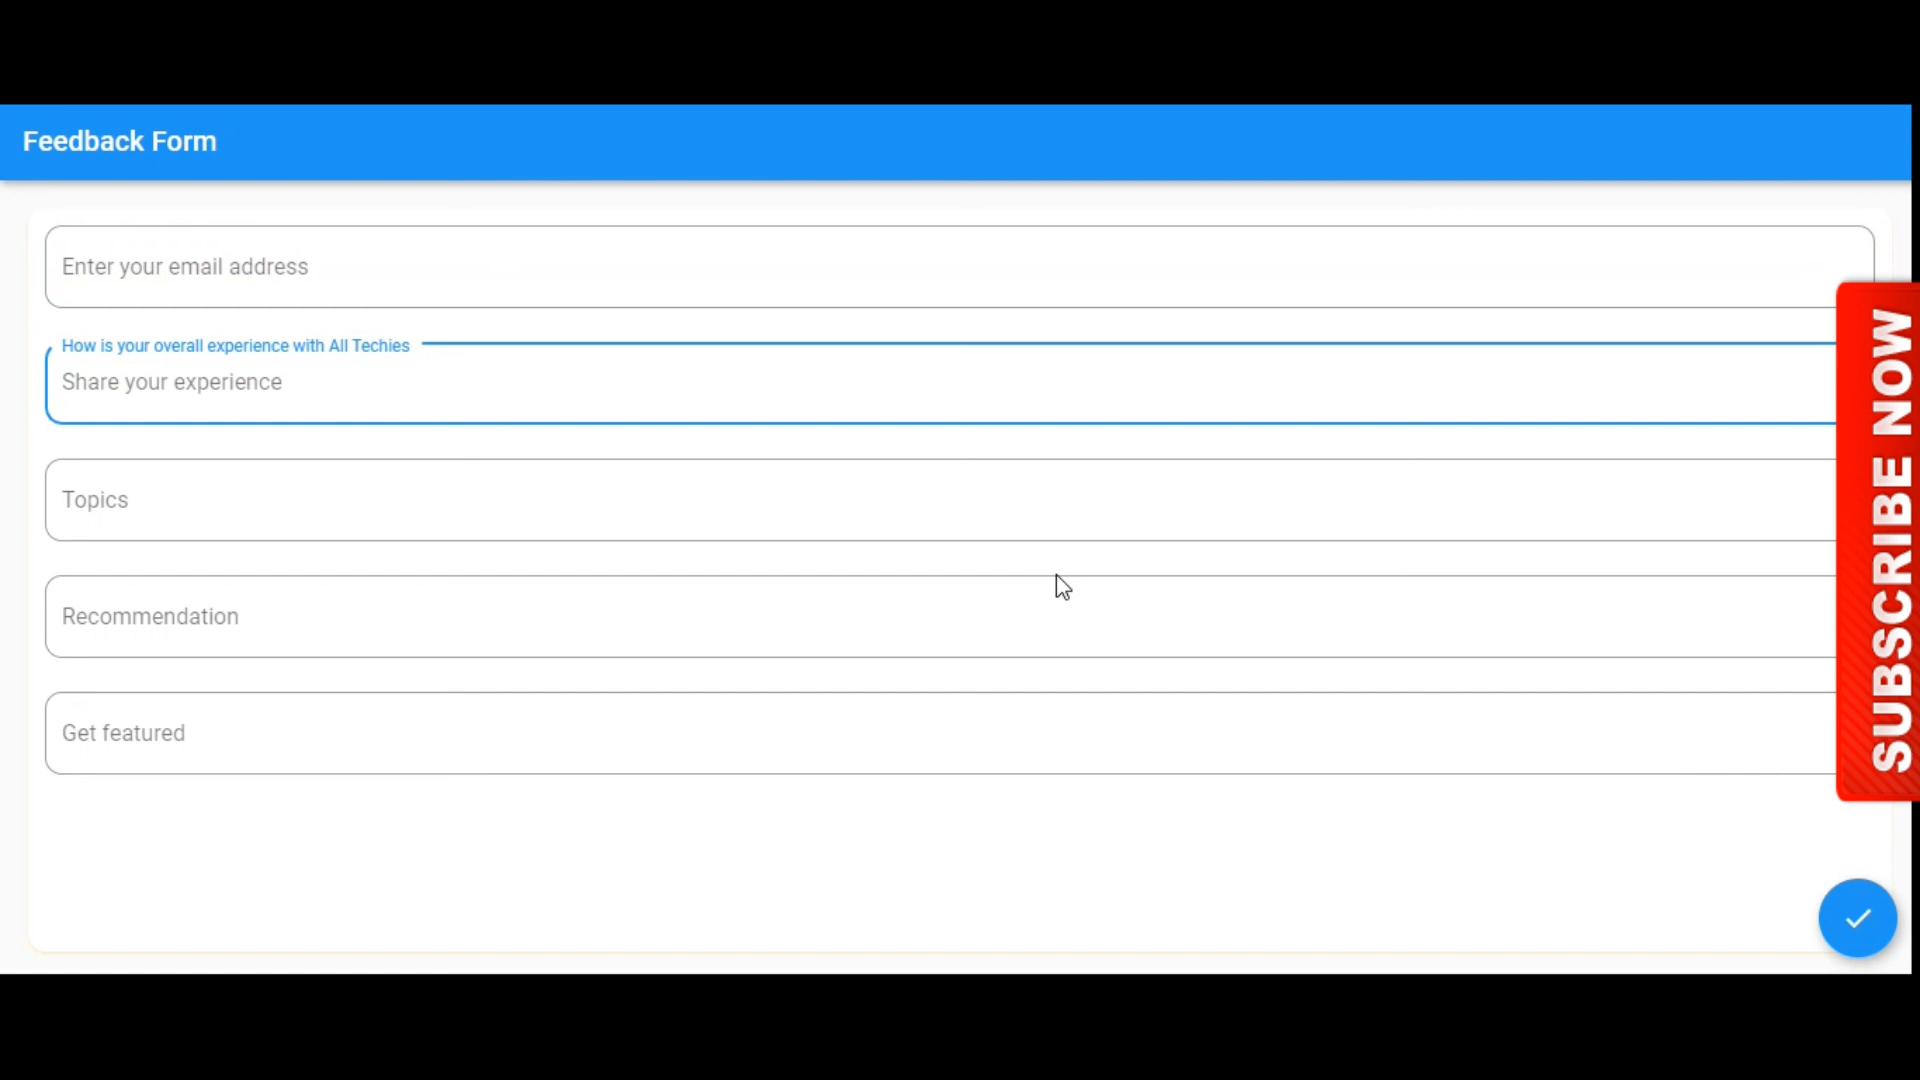 Feedback Form
Enter your email address
How is your overall experience with All Techies
Share your experience
Topics
Recommendation
Get featured
SUBSCRIBE NOW